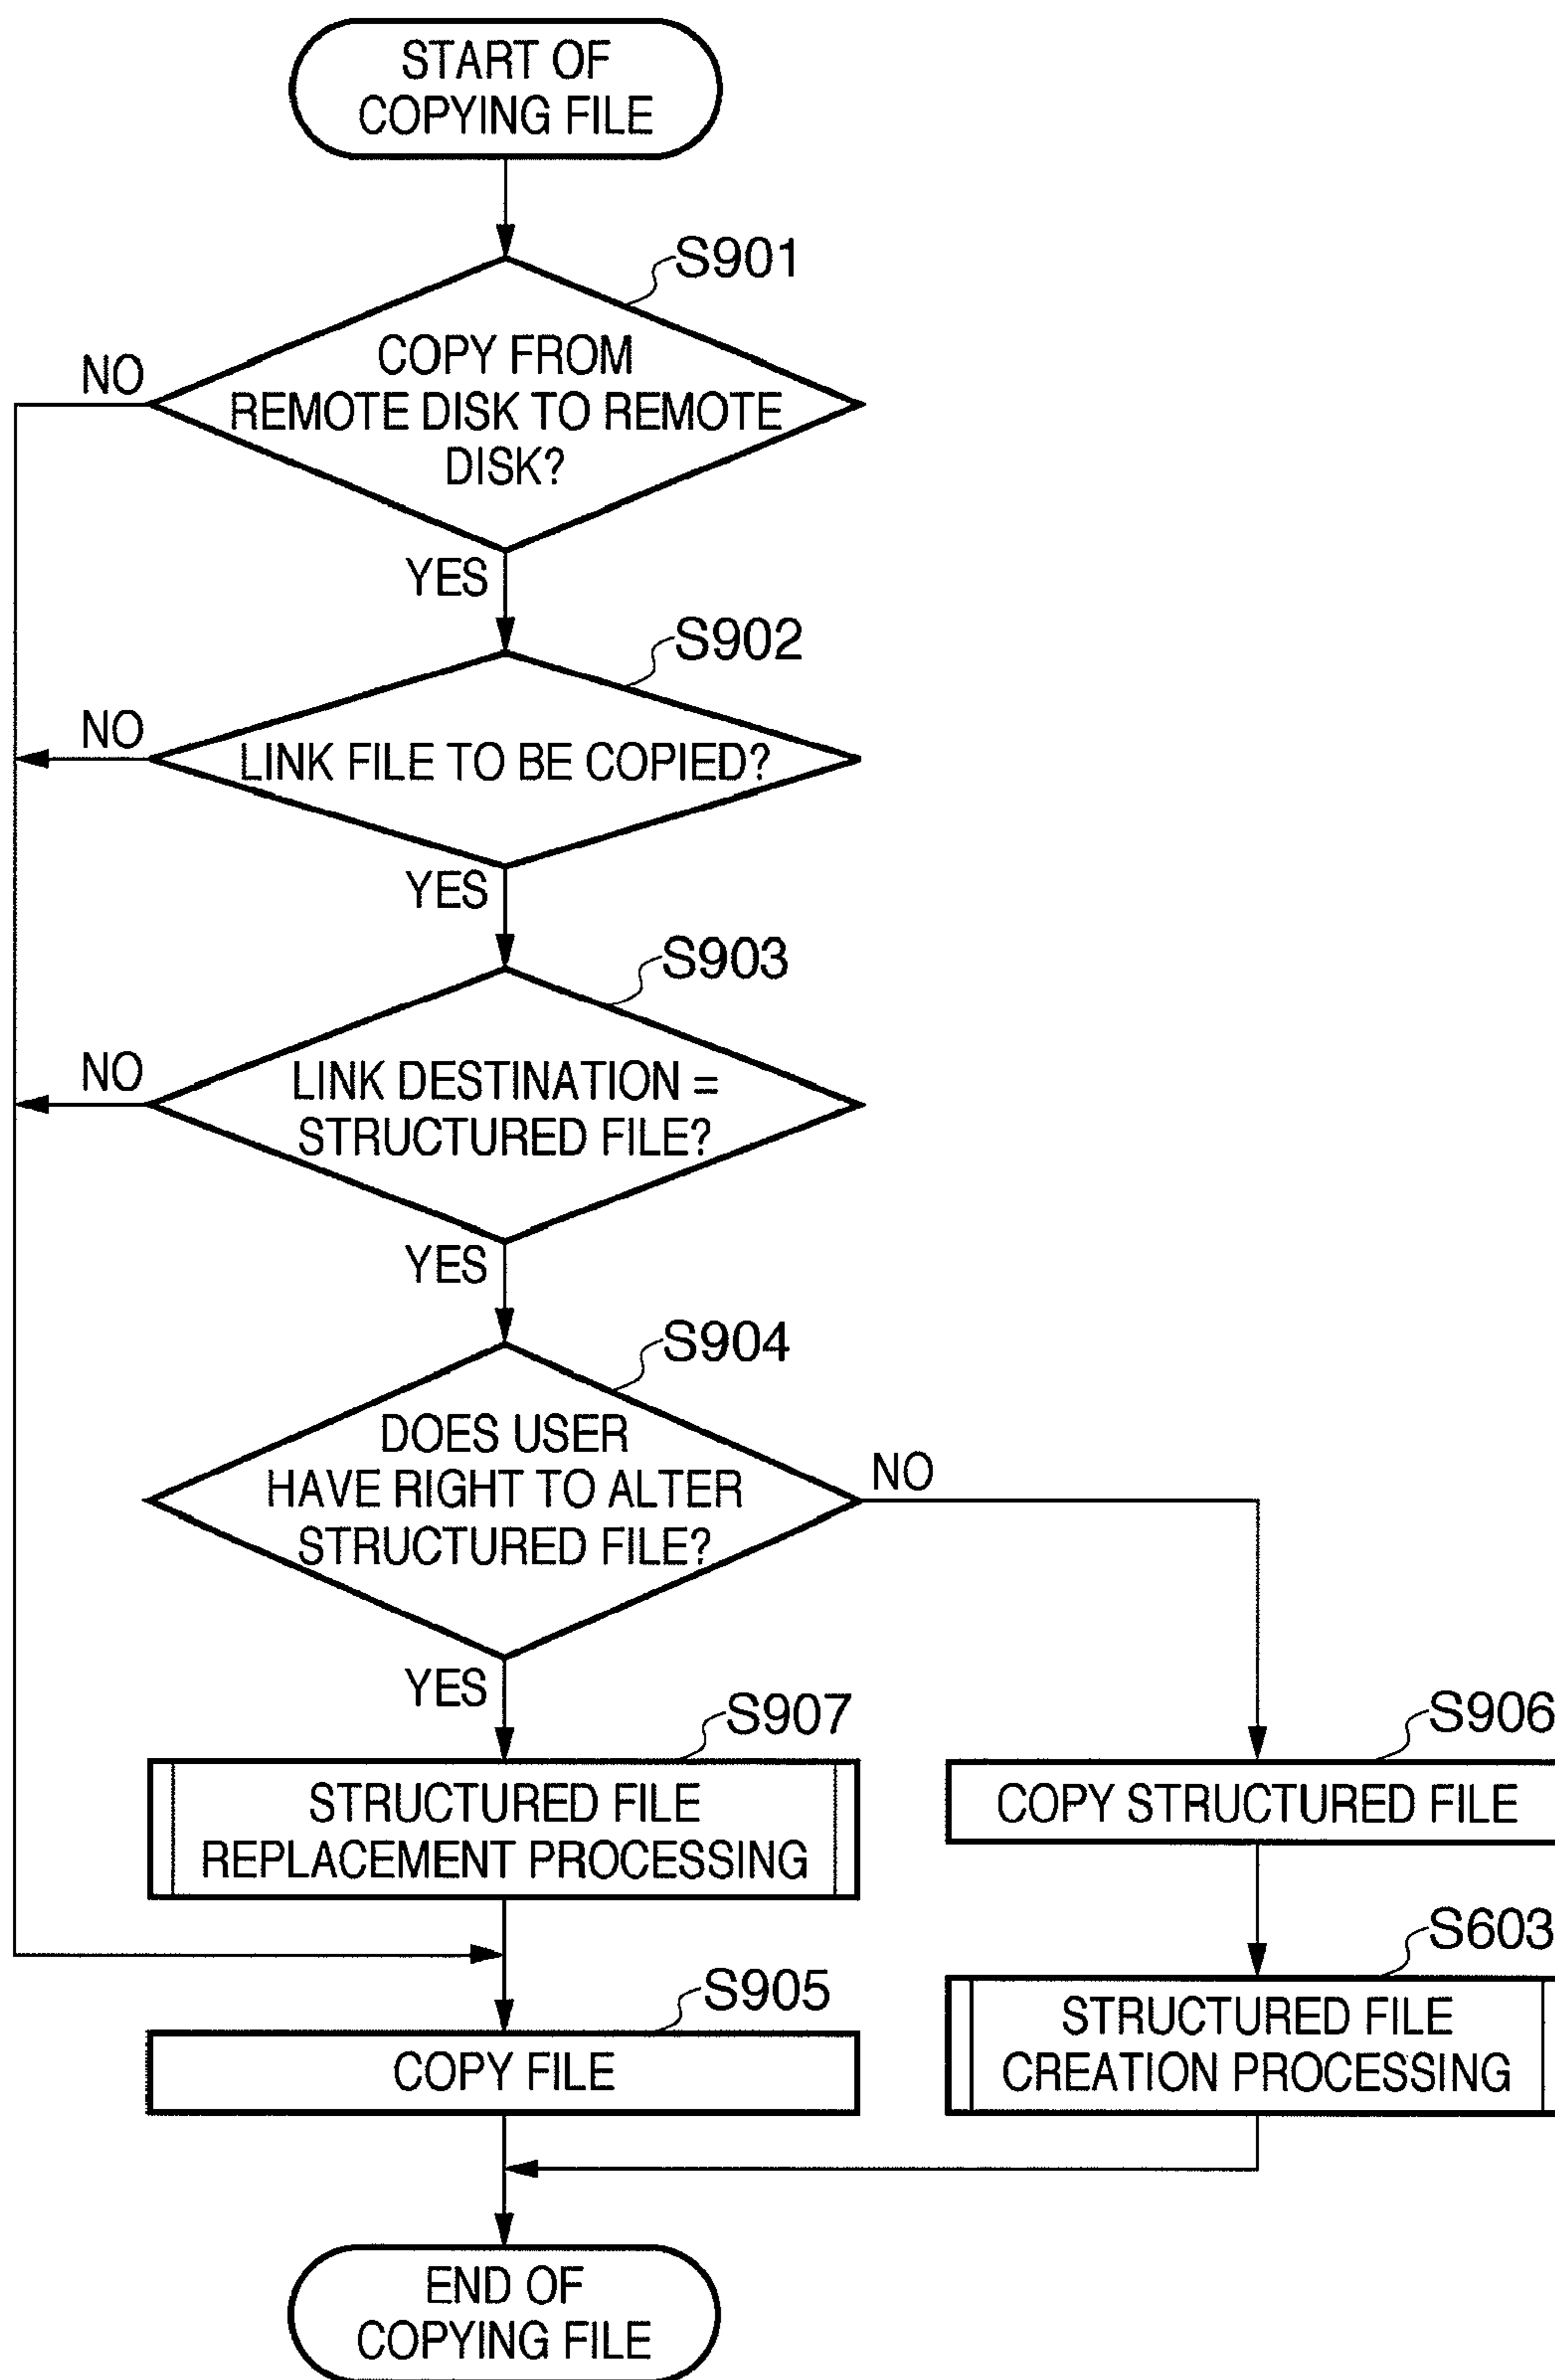 START OF
COPYING FILE
S901
COPY FROM
REMOTE DISK TO REMOTE
DISK?
NO
YES
S902
LINK FILE TO BE COPIED?
NO
YES
S903
LINK DESTINATION =
STRUCTURED FILE?
NO
YES
S904
DOES USER
HAVE RIGHT TO ALTER
STRUCTURED FILE?
NO
YES
S907
STRUCTURED FILE
REPLACEMENT PROCESSING
S906
COPY STRUCTURED FILE
S603
STRUCTURED FILE
CREATION PROCESSING
S905
COPY FILE
END OF
COPYING FILE